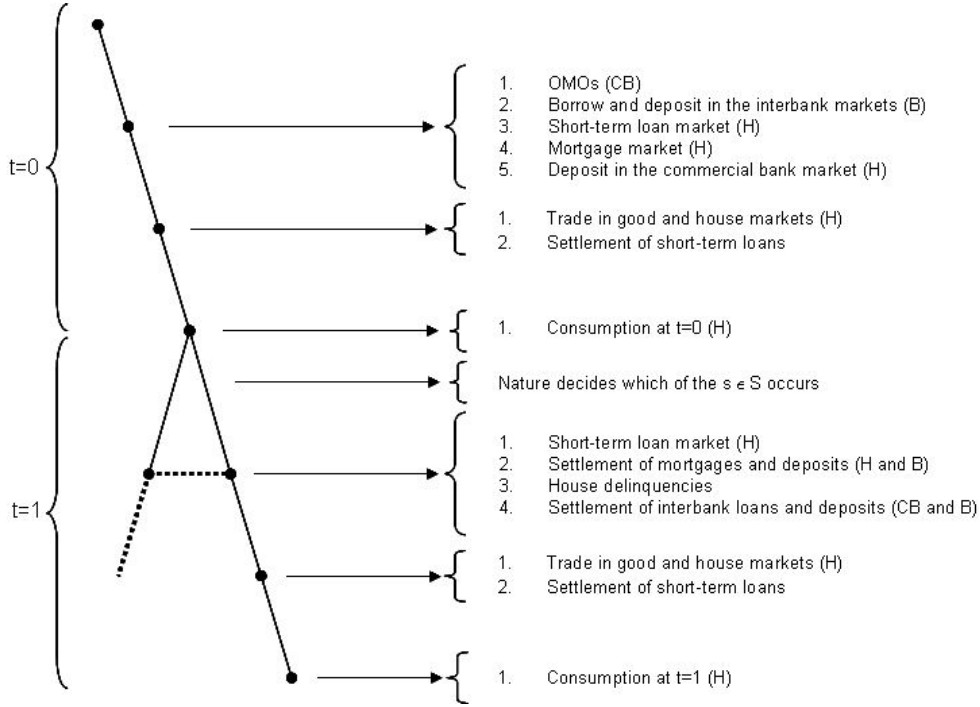 t=0
1. OMOs (CB)
2. Borrow and deposit in the interbank markets (B)
3. Short-term loan market (H)
4. Mortgage market (H)
5. Deposit in the commercial bank market (H)
1. Trade in good and house markets (H)
2. Settlement of short-term loans
1. Consumption at t=0 (H)
Nature decides which of the s ϵ S occurs
t=1
1. Short-term loan market (H)
2. Settlement of mortgages and deposits (H and B)
3. House delinquencies
4. Settlement of interbank loans and deposits (CB and B)
1. Trade in good and house markets (H)
2. Settlement of short-term loans
1. Consumption at t=1 (H)